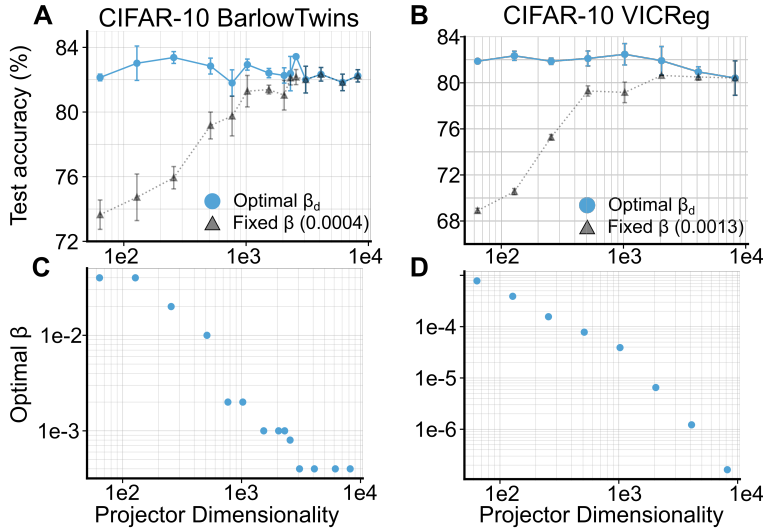 A
CIFAR-10 BarlowTwins
B
CIFAR-10 VICReg
Test accuracy (%)
84
80
76
72
84
80
76
72
68
Optimal βd
Fixed β (0.0004)
Optimal βd
Fixed β (0.0013)
1e2
1e3
1e4
1e2
1e3
1e4
C
D
Optimal β
1e-2
1e-3
1e-4
1e-5
1e-6
1e2
1e3
1e4
1e2
1e3
1e4
Projector Dimensionality
Projector Dimensionality